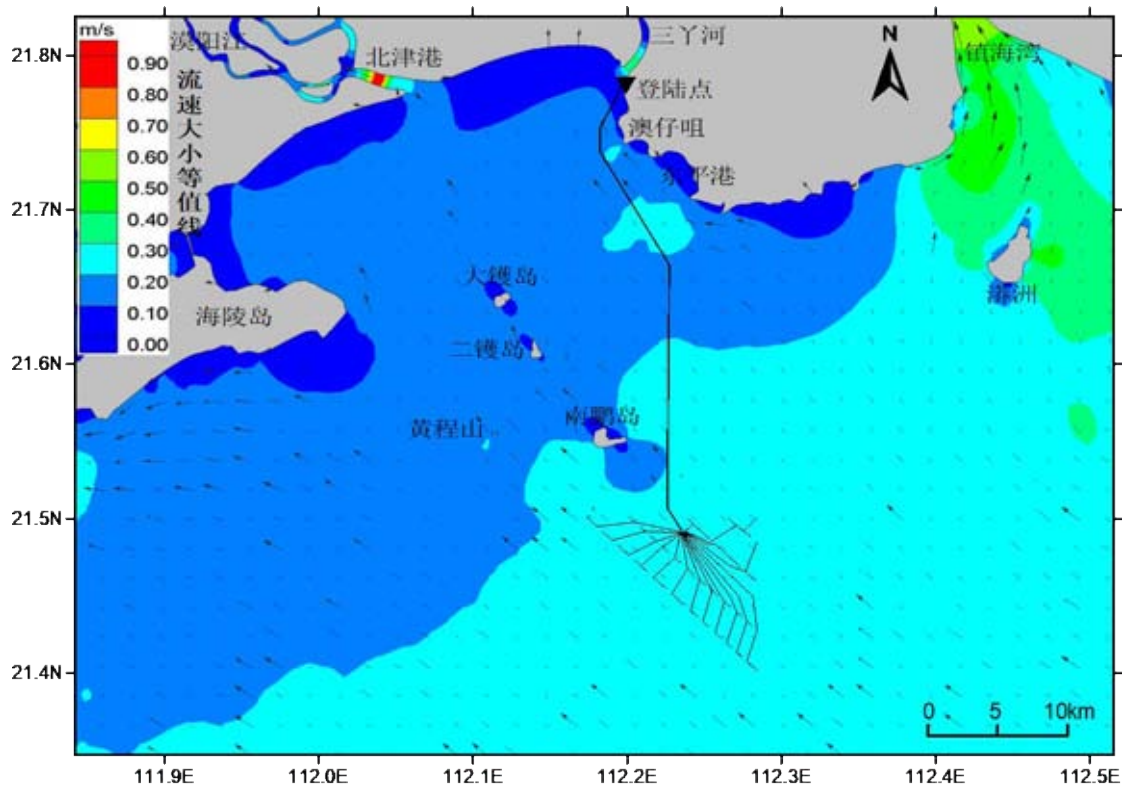 m/s
0.90
0.80
0.70
0.60
0.50
0.40
0.30
0.20
0.10
0.00
流速大小等值线
漠阳江
北津港
三丫河
镇海湾
N
登陆点
澳仔咀
东平港
大镬岛
海陵岛
二镬岛
南鹏岛
黄程山
漭洲
0 5 10km
21.8N
21.7N
21.6N
21.5N
21.4N
111.9E 112.0E 112.1E 112.2E 112.3E 112.4E 112.5E